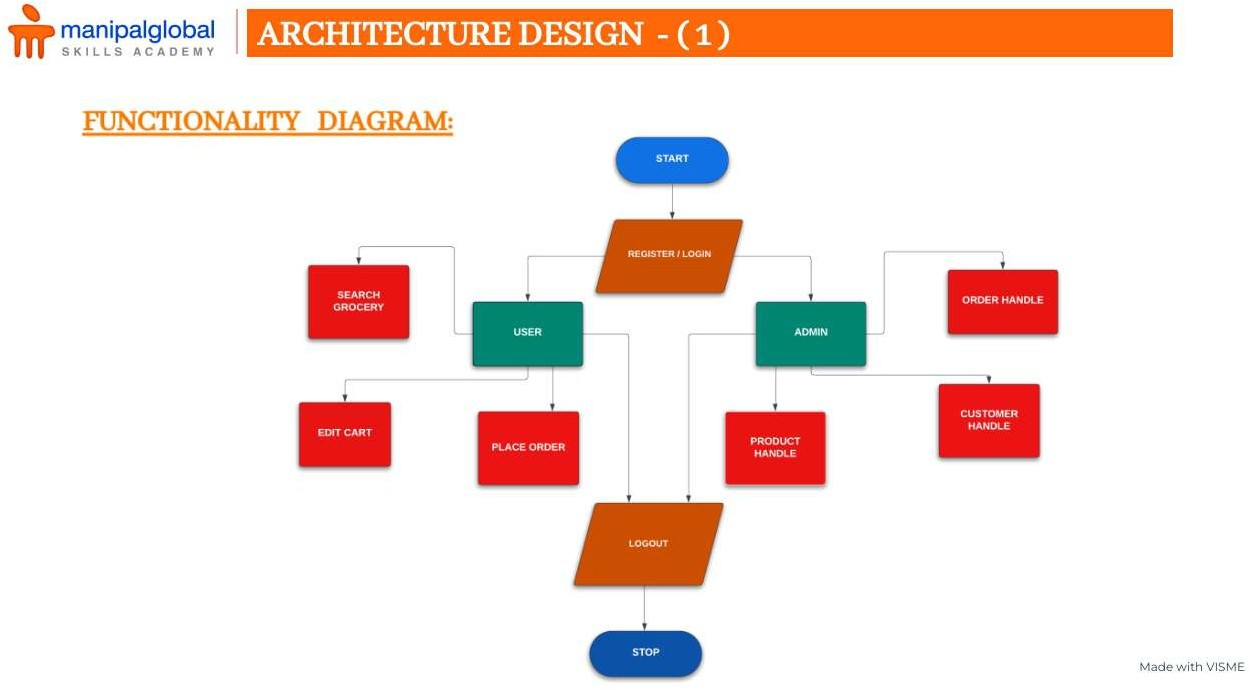 manipalglobal
SKILLS ACADEMY
ARCHITECTURE DESIGN - ( 1 )
FUNCTIONALITY DIAGRAM:
START
REGISTER / LOGIN
SEARCH
GROCERY
USER
ADMIN
ORDER HANDLE
EDIT CART
PLACE ORDER
PRODUCT
HANDLE
CUSTOMER
HANDLE
LOGOUT
STOP
Made with VISME